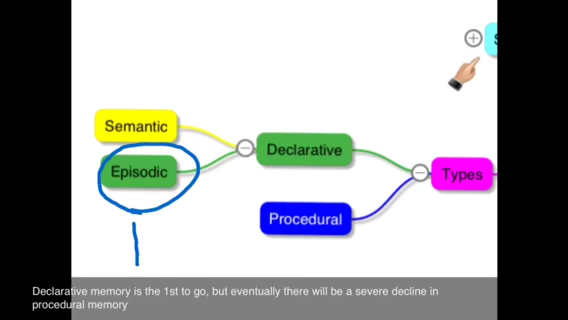 Semantic
Episodic
Declarative
Procedural
Types
Declarative memory is the 1st to go, but eventually there will be a severe decline in
procedural memory